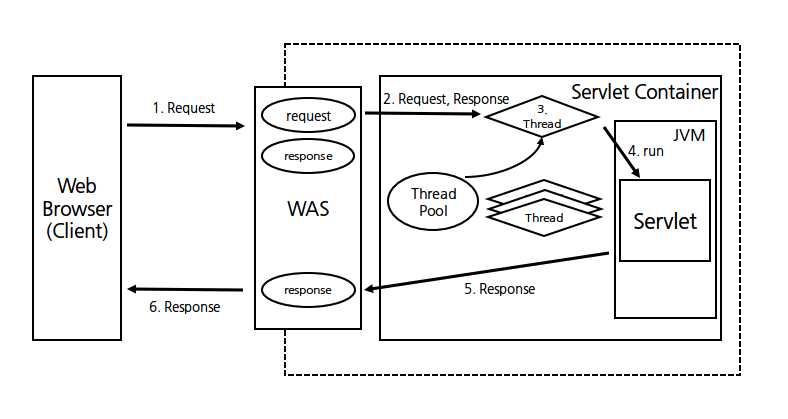 1. Request
Web
Browser
(Client)
6. Response
request
response
WAS
response
2. Request, Response
Servlet Container
3.
Thread
JVM
4. run
Thread
Pool
Thread
Servlet
5. Response